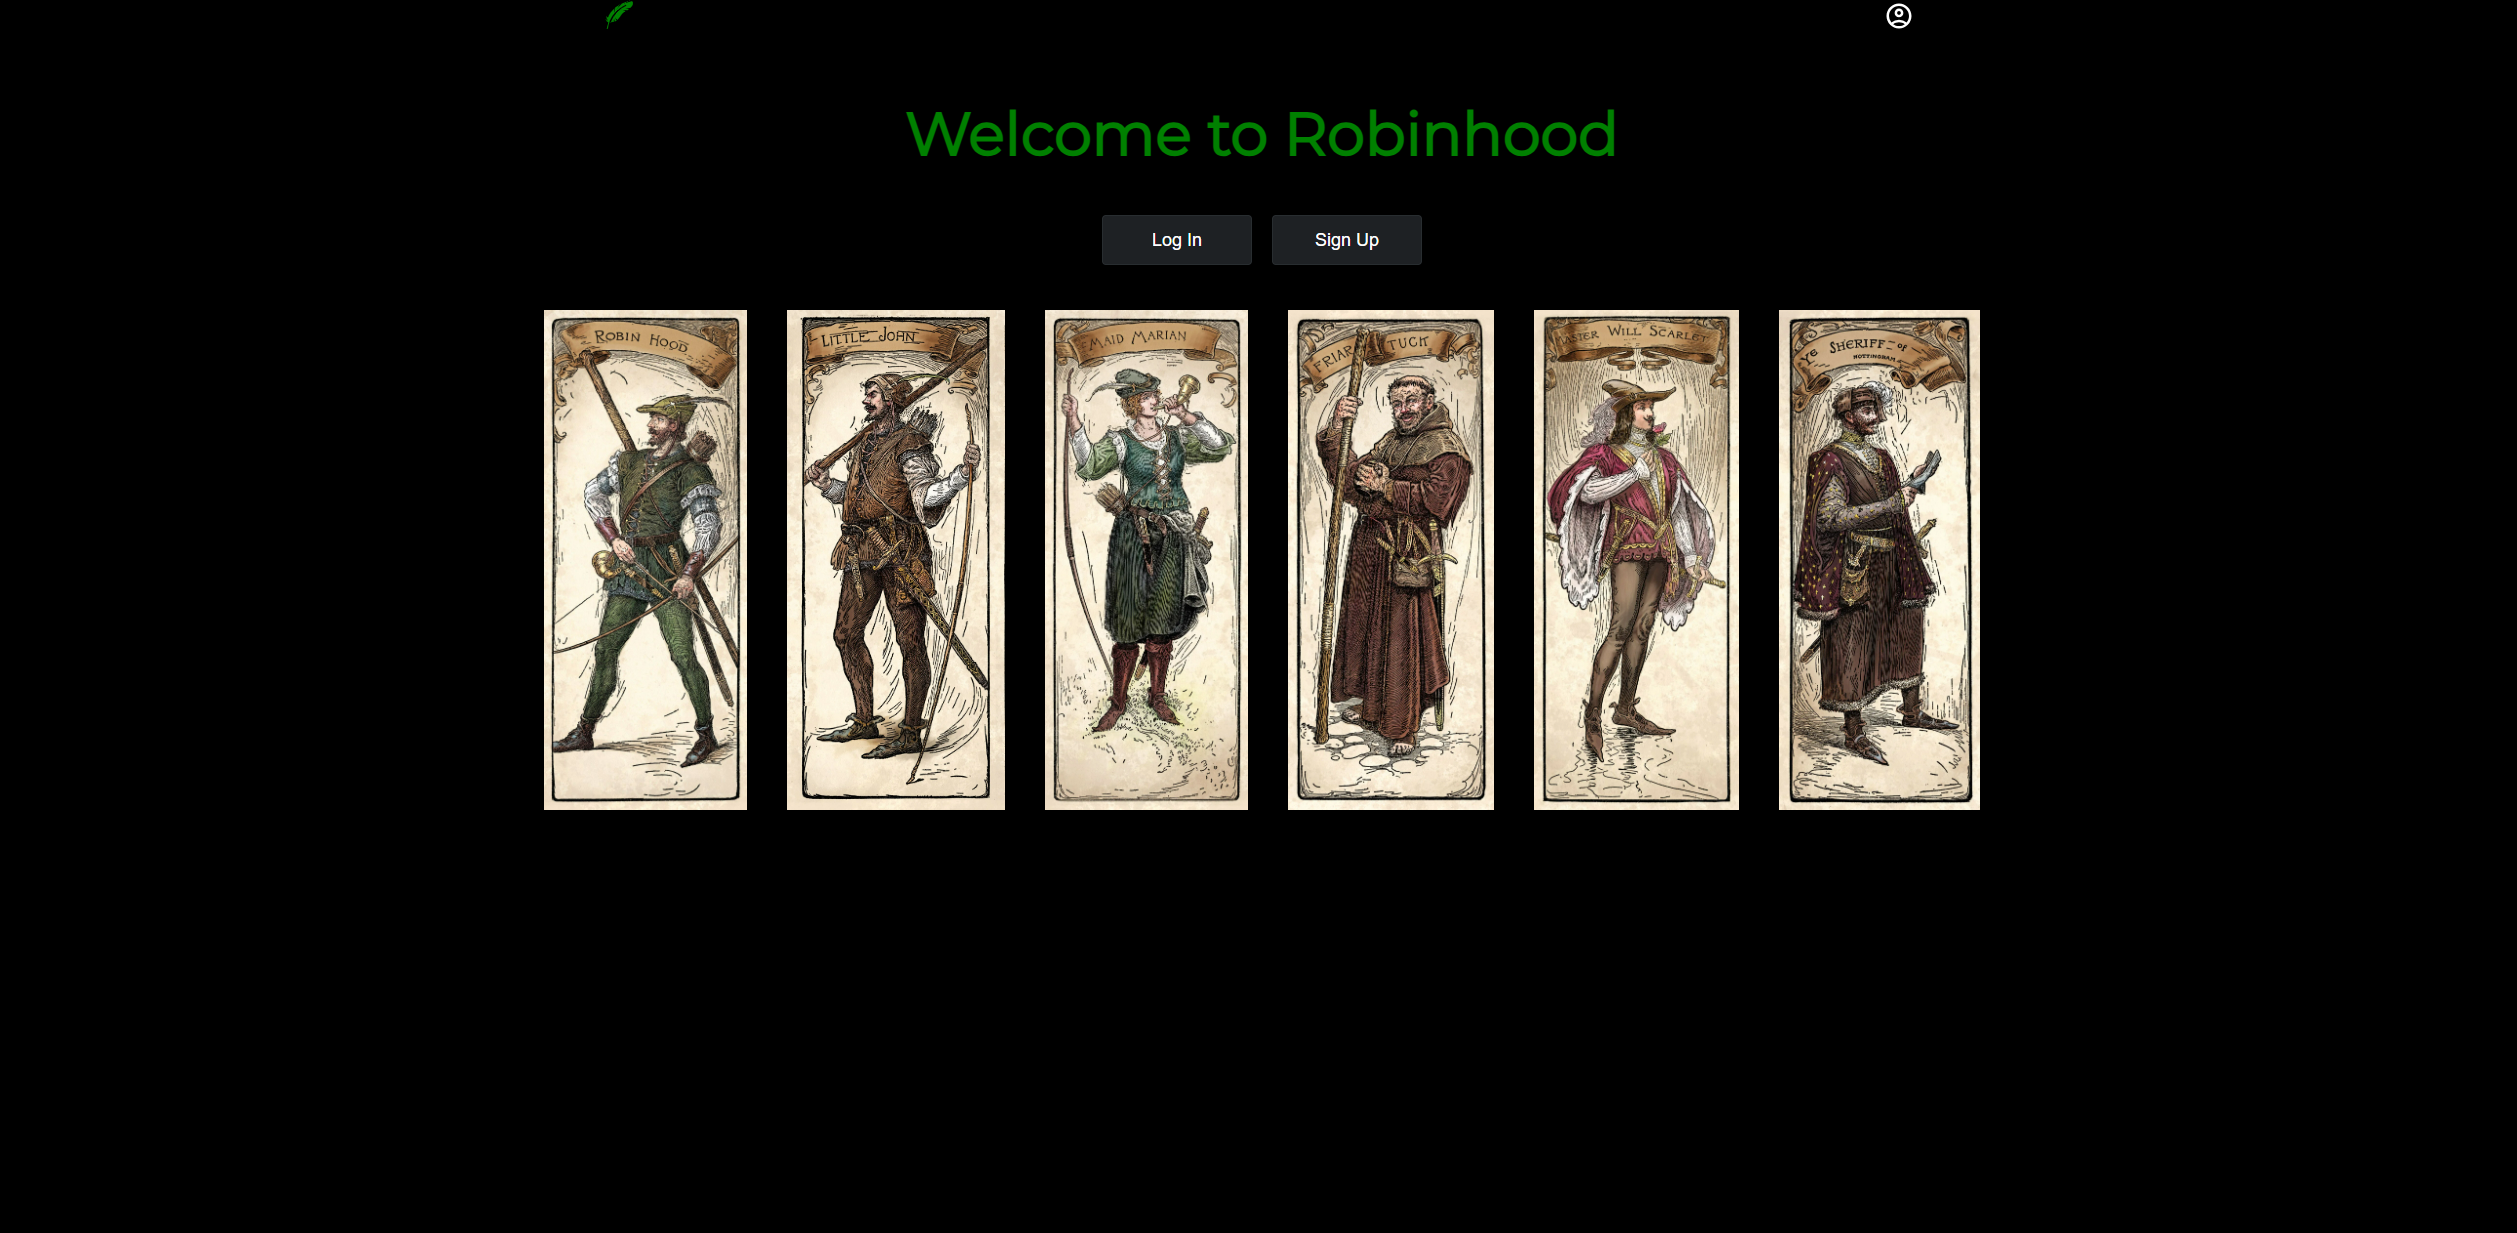 Welcome to Robinhood
Log In
Sign Up
ROBIN HOOD
LITTLE JOHN
MAID MARIAN
FRIAR TUCK
WILL SCARLET
YE SHERIFF OF
NOTTINGHAM